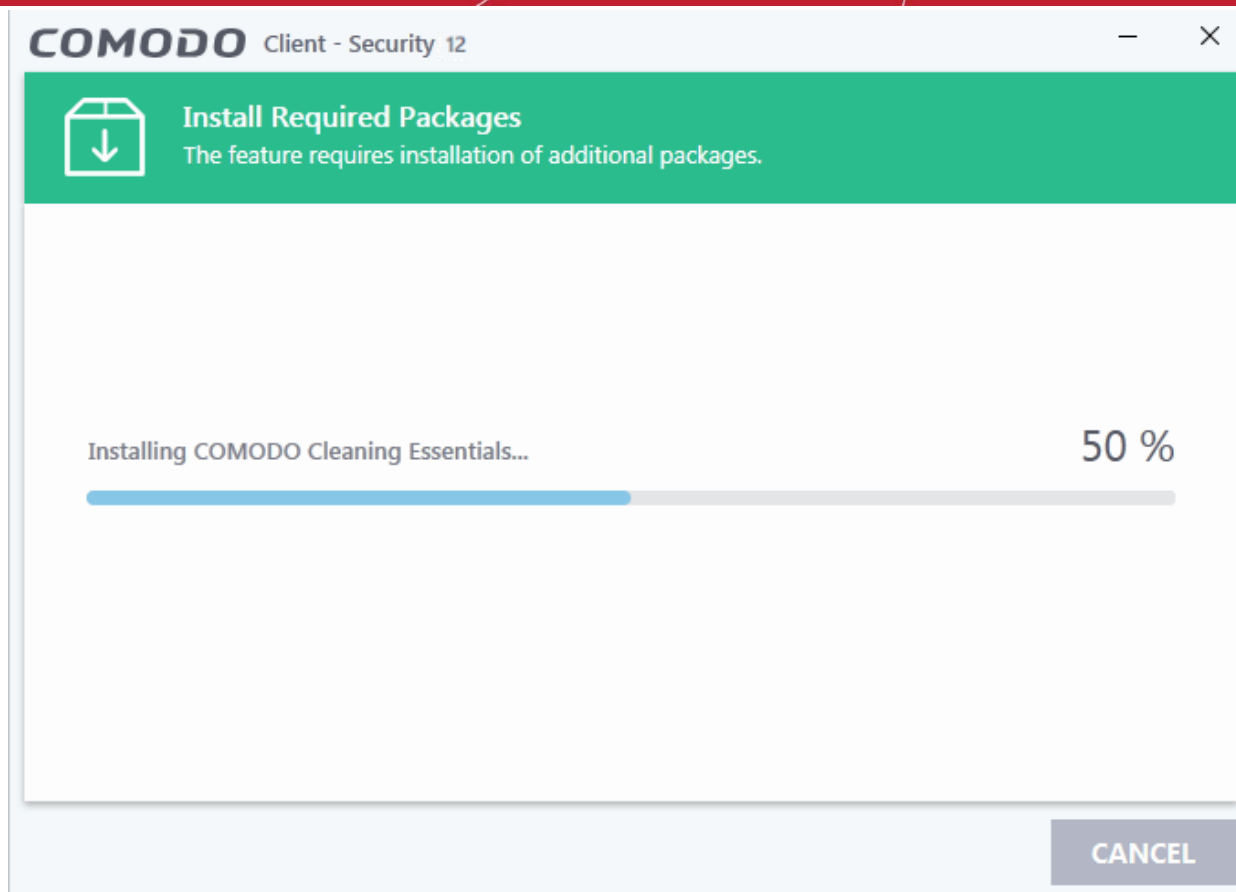 COMODO Client - Security 12
Install Required Packages
The feature requires installation of additional packages.
Installing COMODO Cleaning Essentials... 50 %
CANCEL